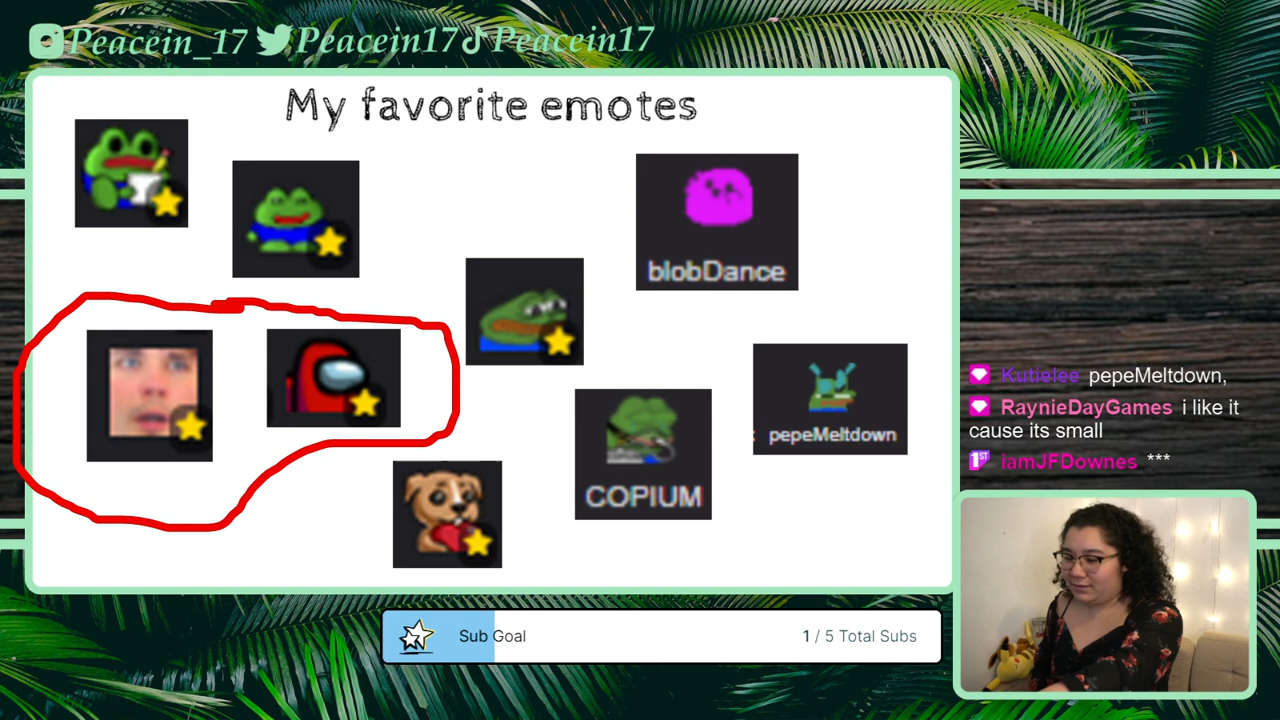 Peacein_17 Peacein17 Peacein17
My favorite emotes
blobDance
pepeMeltdown
COPIUM
Kutielee pepeMeltdown,
RaynieDayGames i like it
cause its small
1ST iamJFDownes ***
Sub Goal 1 / 5 Total Subs